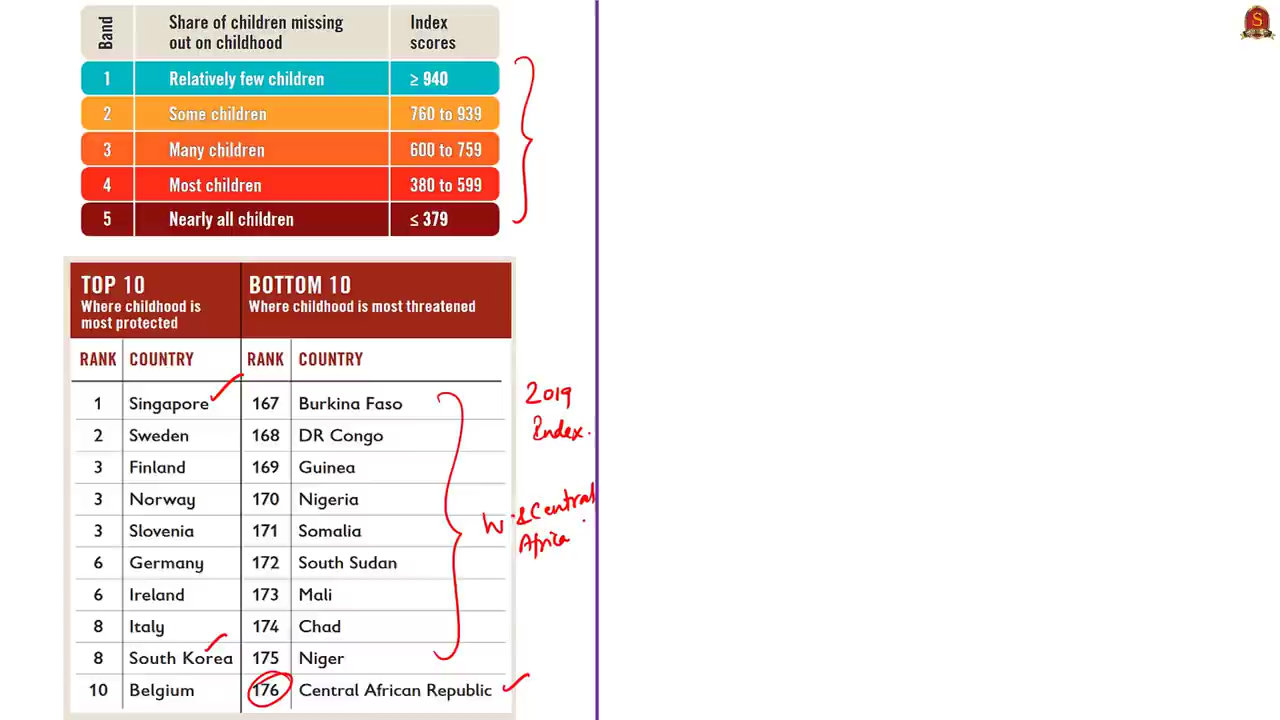 Band Share of children missing out on childhood Index scores
1 Relatively few children ≥ 940
2 Some children 760 to 939
3 Many children 600 to 759
4 Most children 380 to 599
5 Nearly all children ≤ 379
TOP 10 BOTTOM 10
Where childhood is most protected Where childhood is most threatened
RANK COUNTRY RANK COUNTRY
1 Singapore 167 Burkina Faso
2 Sweden 168 DR Congo
3 Finland 169 Guinea
3 Norway 170 Nigeria
3 Slovenia 171 Somalia
6 Germany 172 South Sudan
6 Ireland 173 Mali
8 Italy 174 Chad
8 South Korea 175 Niger
10 Belgium 176 Central African Republic
2019
Index.
W. & Central
Africa
S